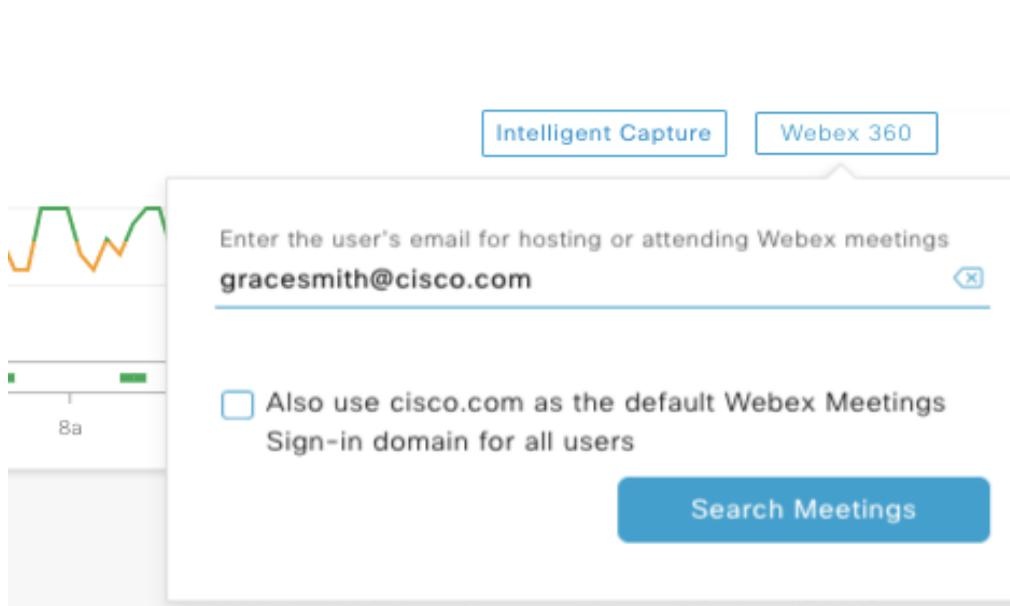 Intelligent Capture
Webex 360
Enter the user's email for hosting or attending Webex meetings
gracesmith@cisco.com
Also use cisco.com as the default Webex Meetings
Sign-in domain for all users
8a
Search Meetings